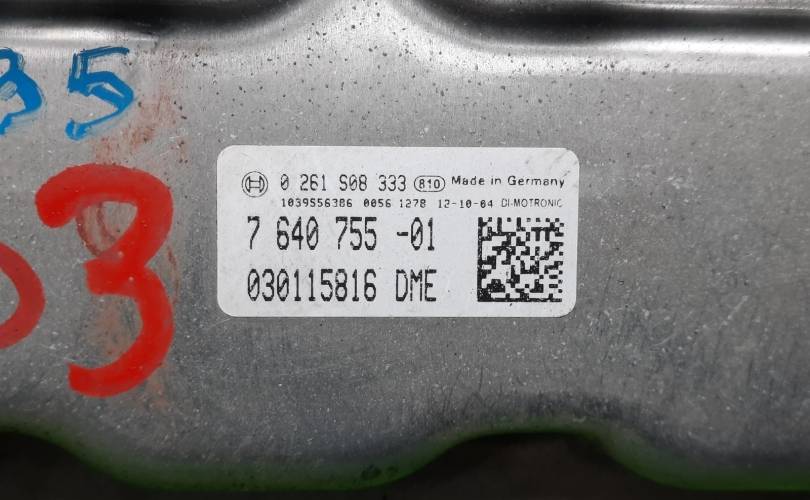 35
03
0 261 S08 333 810 Made in Germany
1039S56386 0056 1278 12-10-04 DI-MOTRONIC
7 640 755 -01
030115816 DME